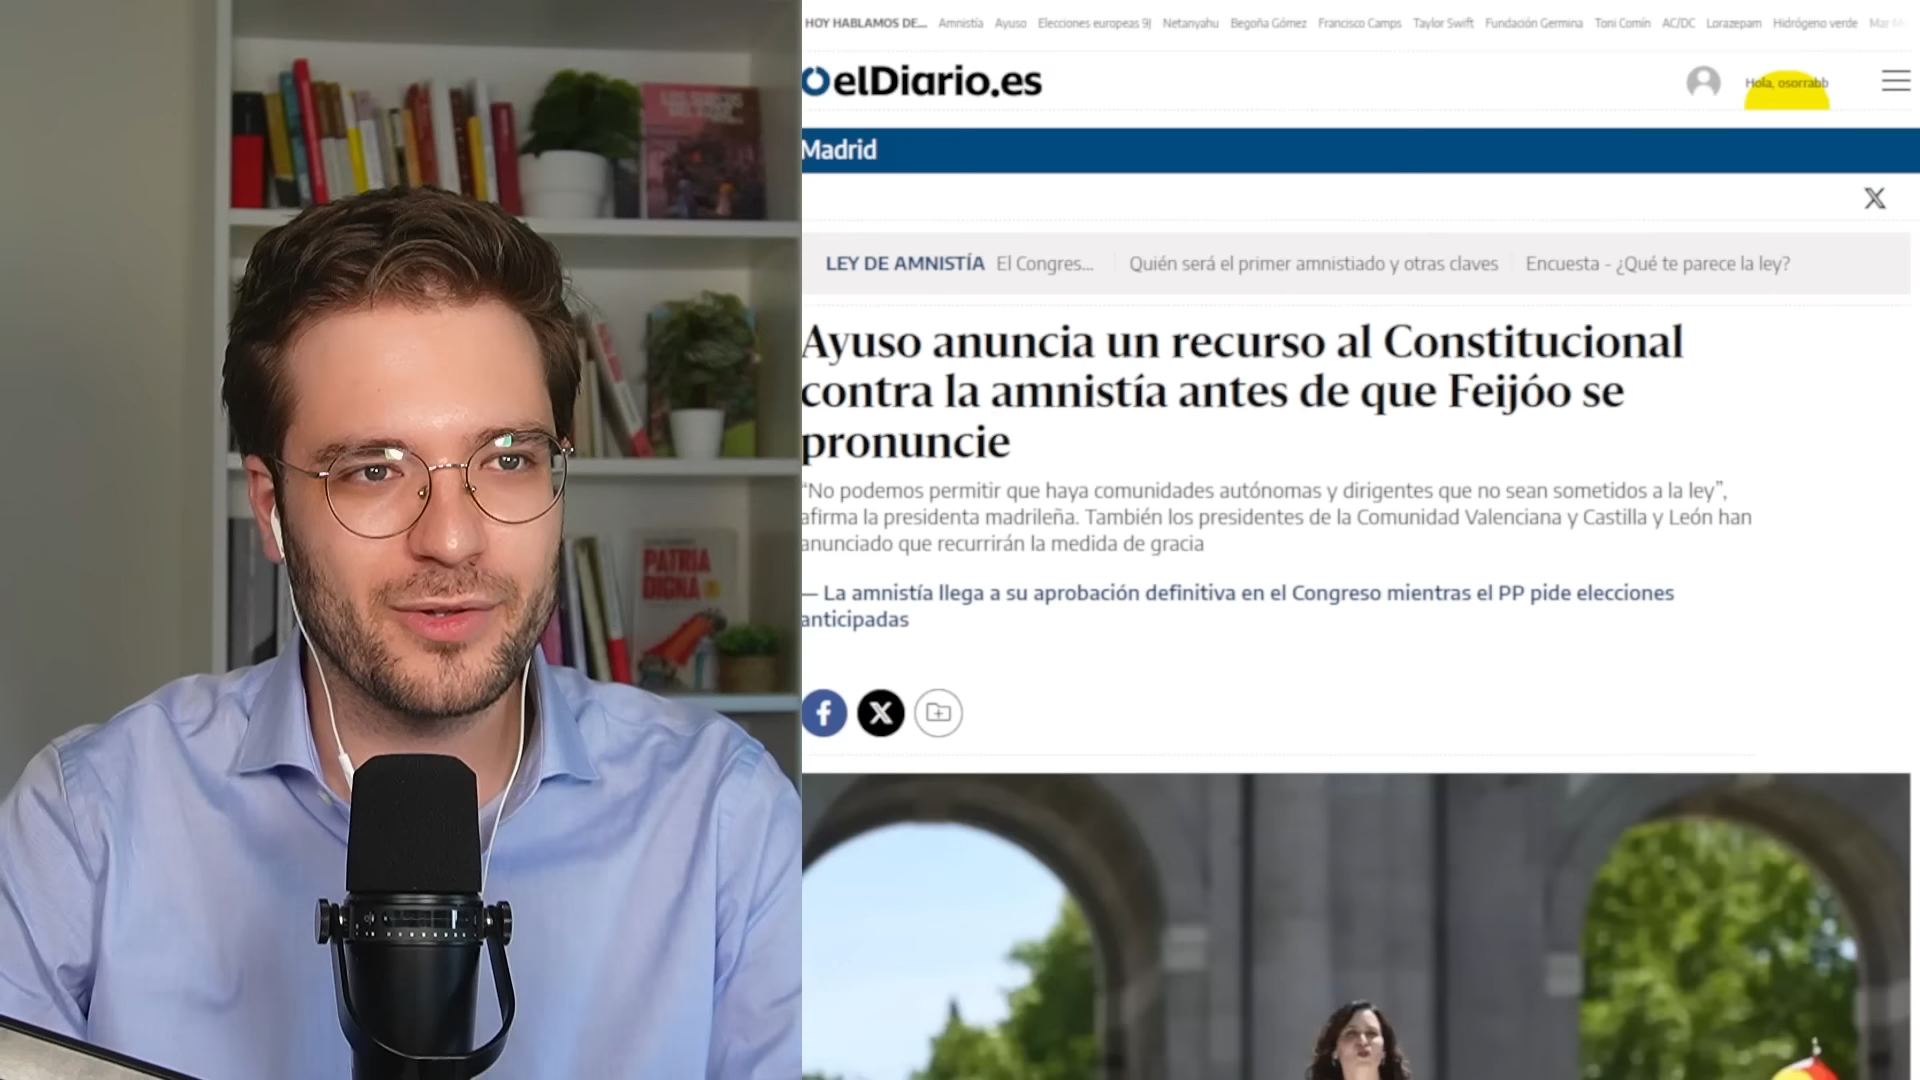 HOY HABLAMOS DE... Amnistía Ayuso Elecciones europeas 9J Netanyahu Begoña Gómez Francisco Camps Taylor Swift Fundación Germina Toni Comín AC/DC Lorazepam Hidrógeno verde Mar
elDiario.es
Hola, osorrabb
Madrid
LEY DE AMNISTÍA El Congres... Quién será el primer amnistiado y otras claves Encuesta - ¿Qué te parece la ley?
Ayuso anuncia un recurso al Constitucional
contra la amnistía antes de que Feijóo se
pronuncie
“No podemos permitir que haya comunidades autónomas y dirigentes que no sean sometidos a la ley”,
afirma la presidenta madrileña. También los presidentes de la Comunidad Valenciana y Castilla y León han
anunciado que recurrirán la medida de gracia
— La amnistía llega a su aprobación definitiva en el Congreso mientras el PP pide elecciones
anticipadas
PATRIA
DIGNA